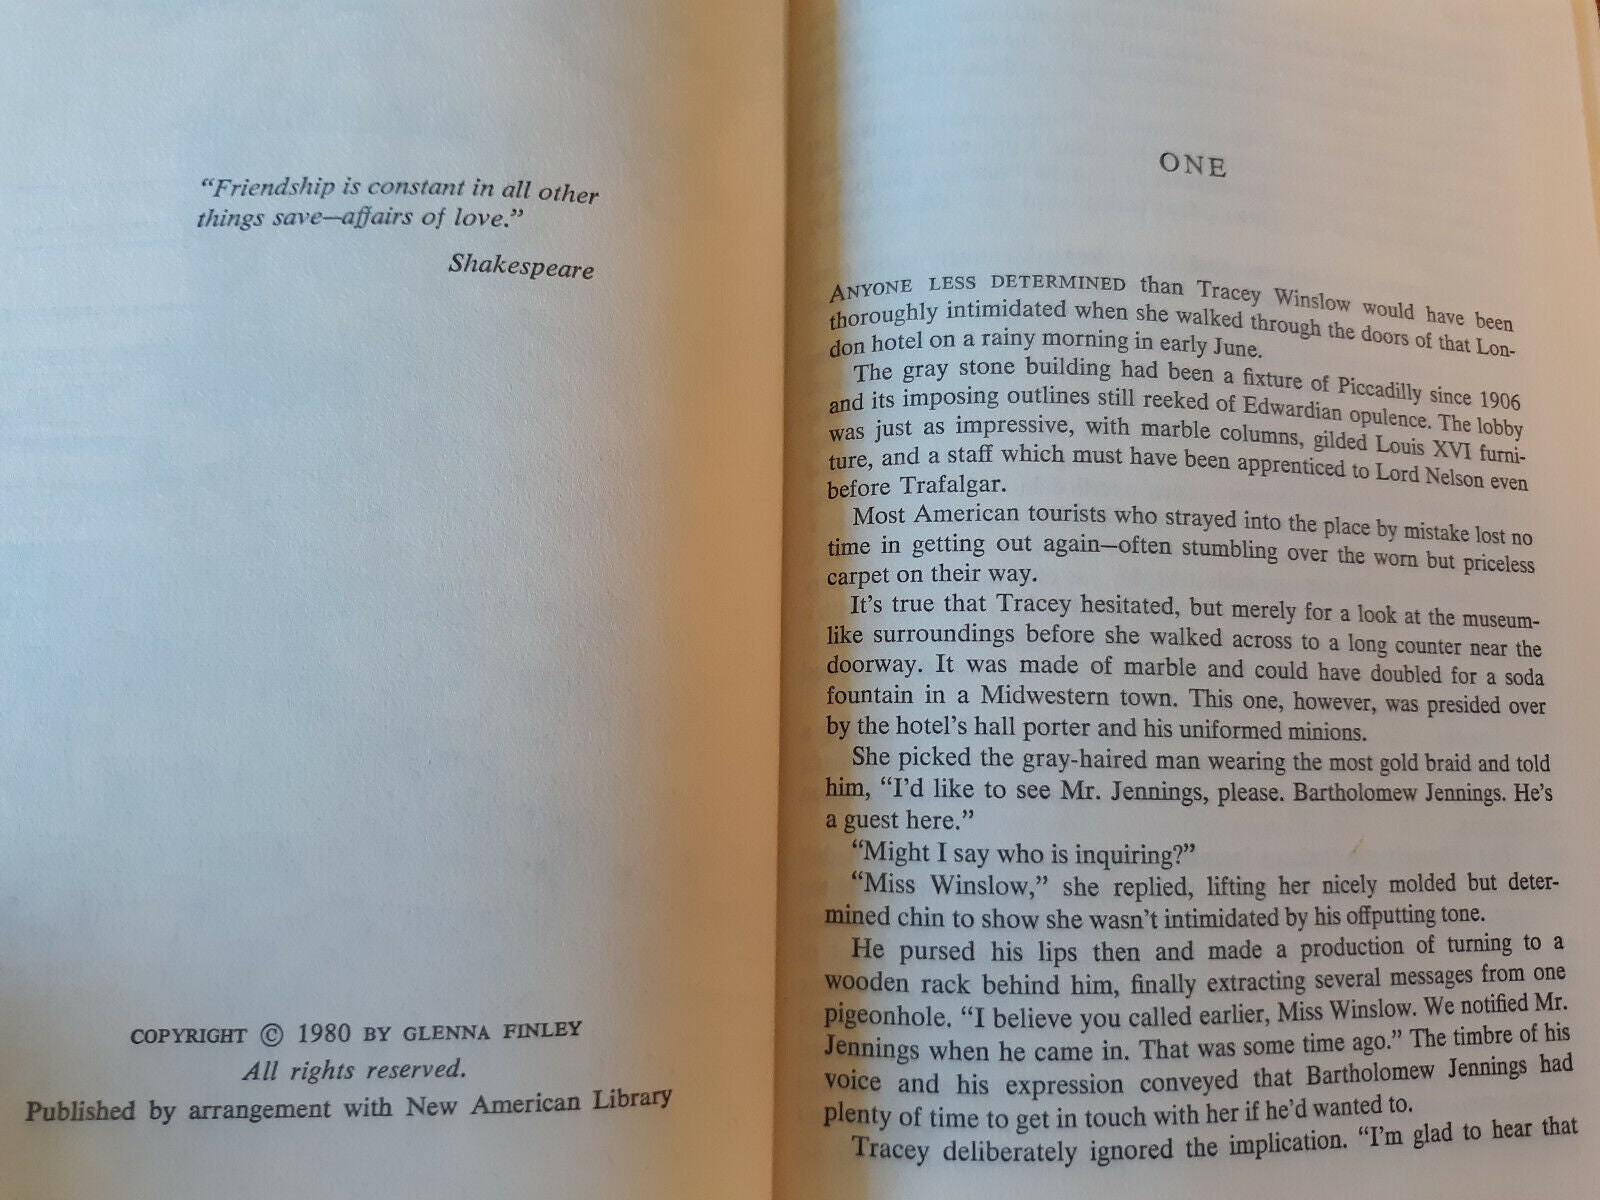 “Friendship is constant in all other
things save—affairs of love.”
Shakespeare
COPYRIGHT © 1980 BY GLENNA FINLEY
All rights reserved.
Published by arrangement with New American Library
ONE
ANYONE LESS DETERMINED than Tracey Winslow would have been
thoroughly intimidated when she walked through the doors of that Lon-
don hotel on a rainy morning in early June.
The gray stone building had been a fixture of Piccadilly since 1906
and its imposing outlines still reeked of Edwardian opulence. The lobby
was just as impressive, with marble columns, gilded Louis XVI furni-
ture, and a staff which must have been apprenticed to Lord Nelson even
before Trafalgar.
Most American tourists who strayed into the place by mistake lost no
time in getting out again—often stumbling over the worn but priceless
carpet on their way.
It’s true that Tracey hesitated, but merely for a look at the museum-
like surroundings before she walked across to a long counter near the
doorway. It was made of marble and could have doubled for a soda
fountain in a Midwestern town. This one, however, was presided over
by the hotel’s hall porter and his uniformed minions.
She picked the gray-haired man wearing the most gold braid and told
him, “I’d like to see Mr. Jennings, please. Bartholomew Jennings. He’s
a guest here.”
“Might I say who is inquiring?”
“Miss Winslow,” she replied, lifting her nicely molded but deter-
mined chin to show she wasn’t intimidated by his offputting tone.
He pursed his lips then and made a production of turning to a
wooden rack behind him, finally extracting several messages from one
pigeonhole. “I believe you called earlier, Miss Winslow. We notified Mr.
Jennings when he came in. That was some time ago.” The timbre of his
voice and his expression conveyed that Bartholomew Jennings had
plenty of time to get in touch with her if he’d wanted to.
Tracey deliberately ignored the implication. “I’m glad to hear that